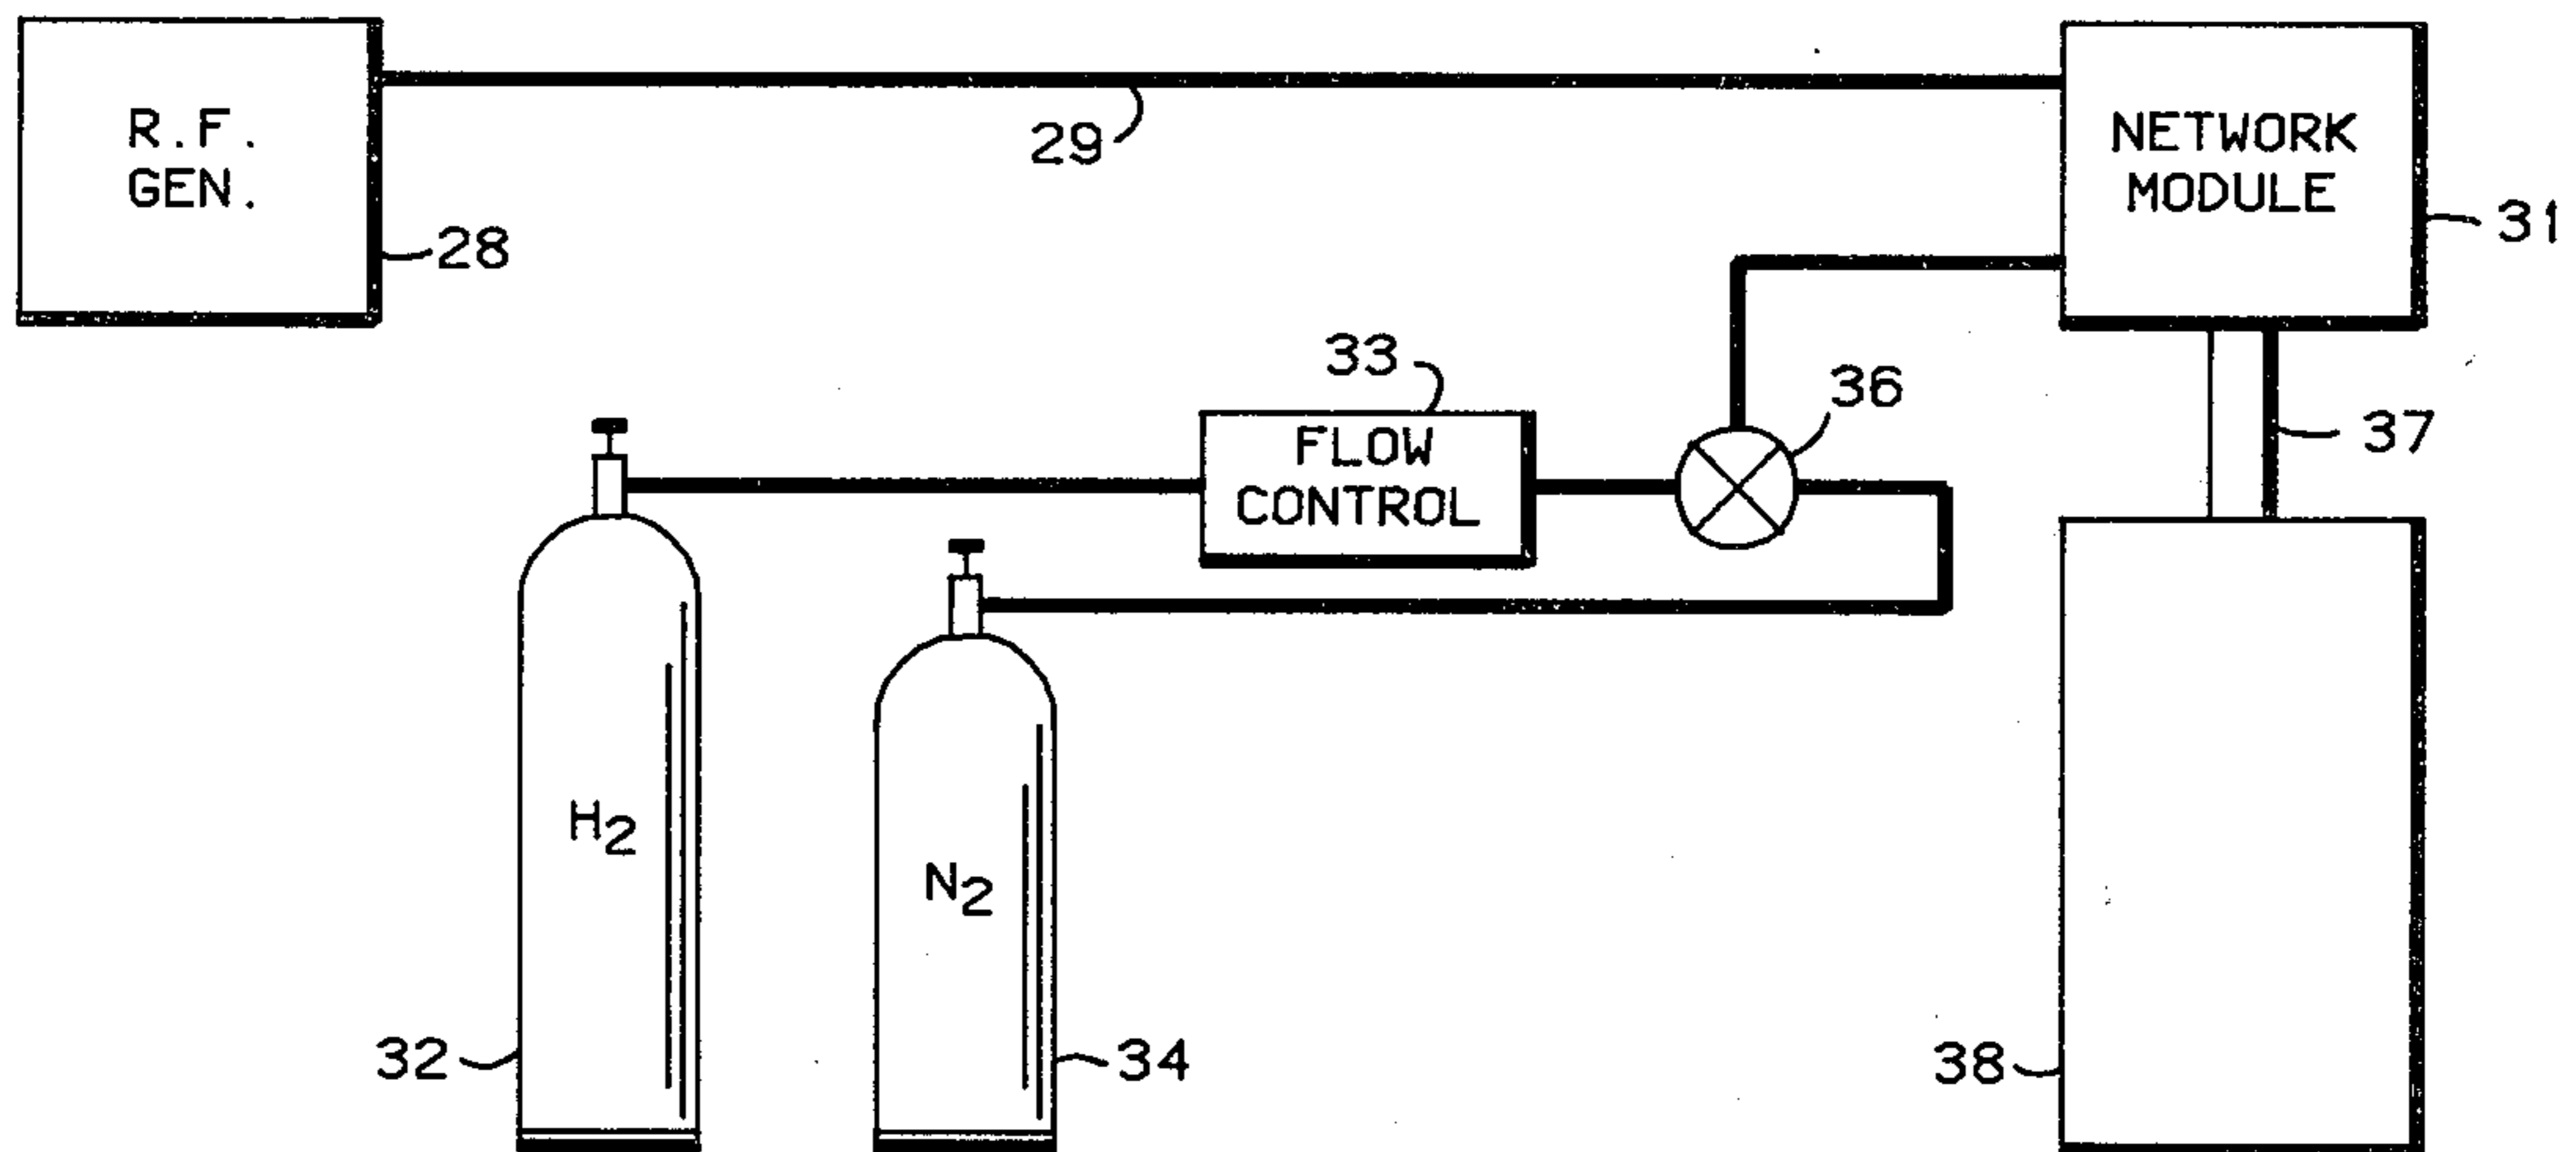 R.F.
GEN.
28
29
NETWORK
MODULE
31
33
FLOW
CONTROL
36
37
H2
N2
32
34
38